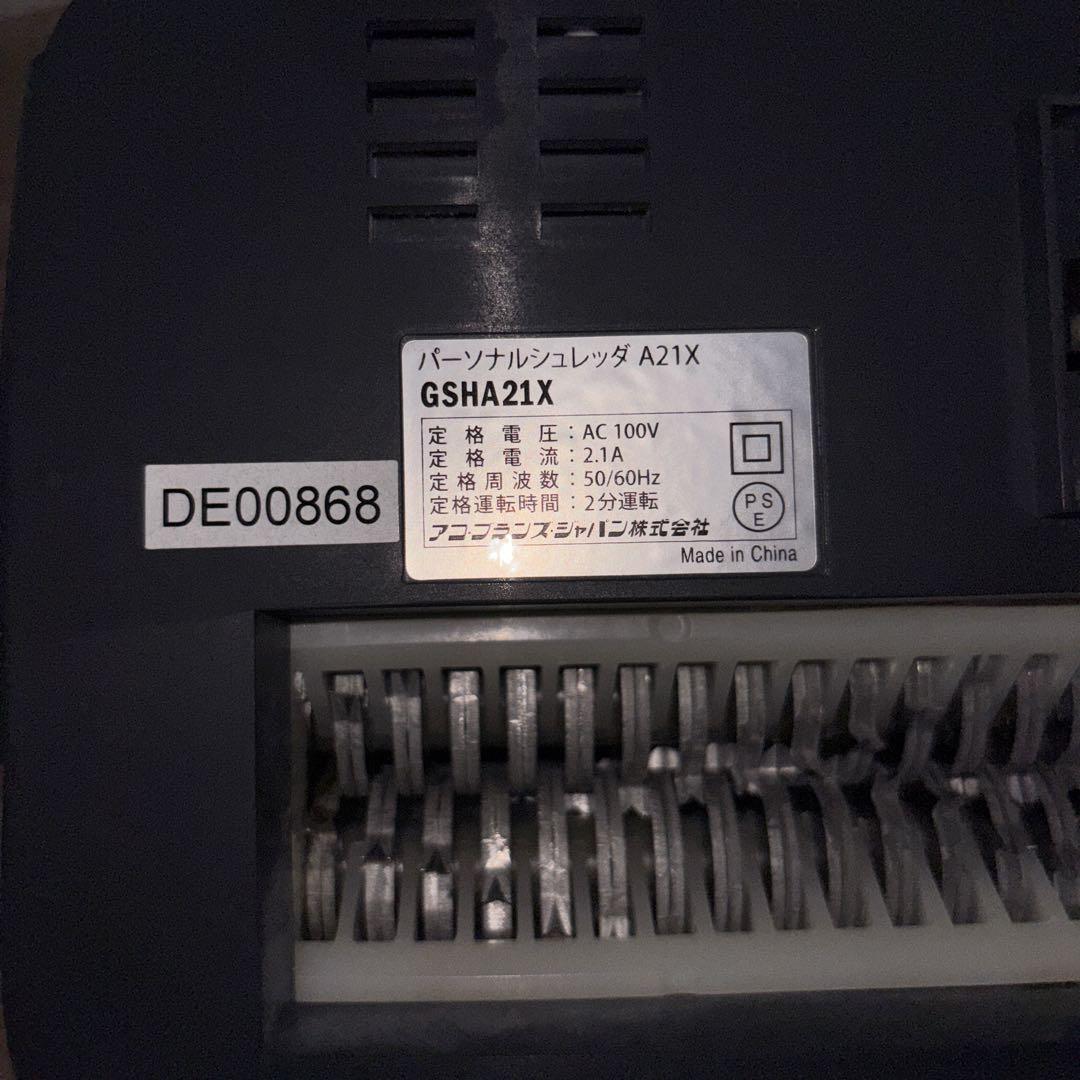 パーソナルシュレッダ A21X
GSHA21X
定格電圧：AC 100V
定格電流：2.1A
定格周波数：50/60Hz
定格運転時間：2分運転
アコ・ブランズ・ジャパン株式会社
Made in China
PS
E
DE00868